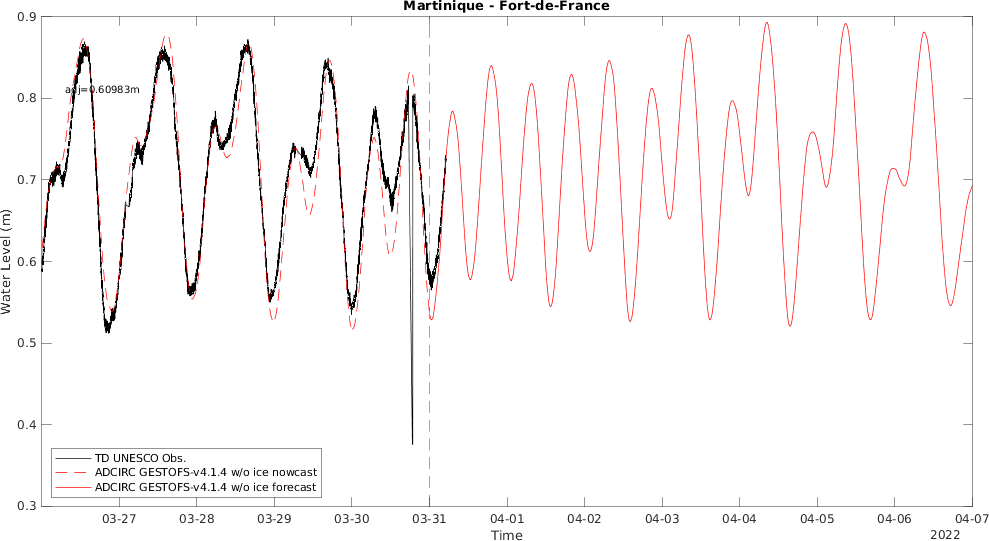 Martinique - Fort-de-France
0.9
0.8
0.7
0.6
0.5
0.4
0.3
Water Level (m)
adj=0.60983m
TD UNESCO Obs.
ADCIRC GESTOFS-v4.1.4 w/o ice nowcast
ADCIRC GESTOFS-v4.1.4 w/o ice forecast
03-27 03-28 03-29 03-30 03-31 04-01 04-02 04-03 04-04 04-05 04-06 04-07
Time
2022